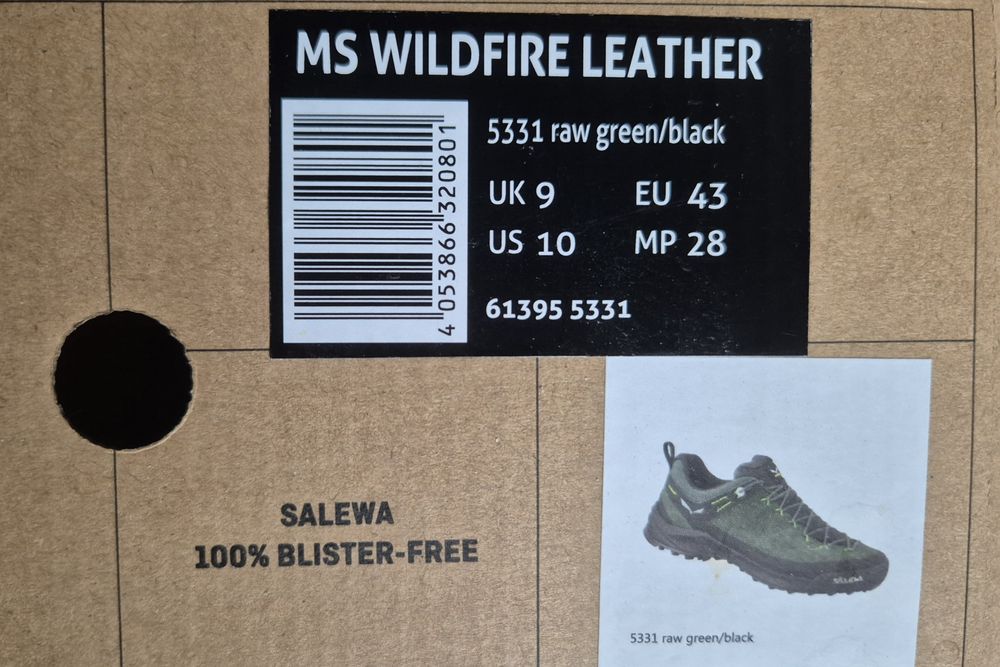 MS WILDFIRE LEATHER
5331 raw green/black
UK 9 EU 43
US 10 MP 28
61395 5331
4 053866 320801
SALEWA
100% BLISTER-FREE
SALEWA
5331 raw green/black